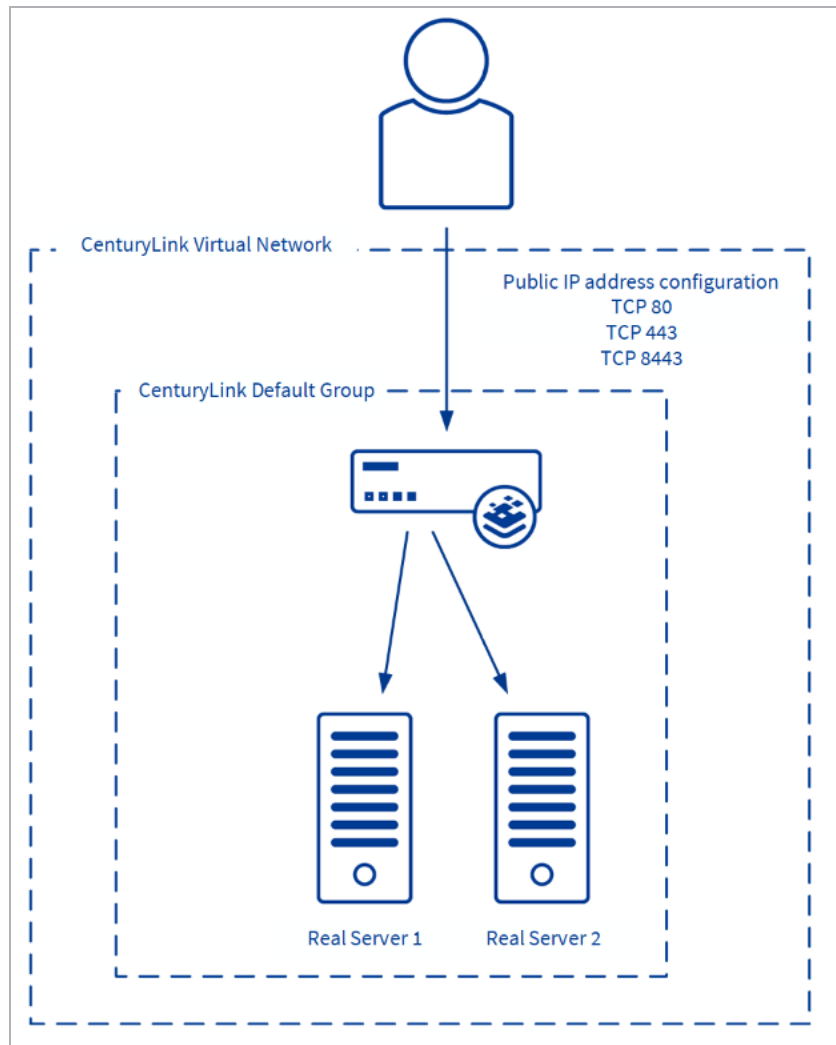 CenturyLink Virtual Network
Public IP address configuration
TCP 80
TCP 443
TCP 8443
CenturyLink Default Group
Real Server 1
Real Server 2